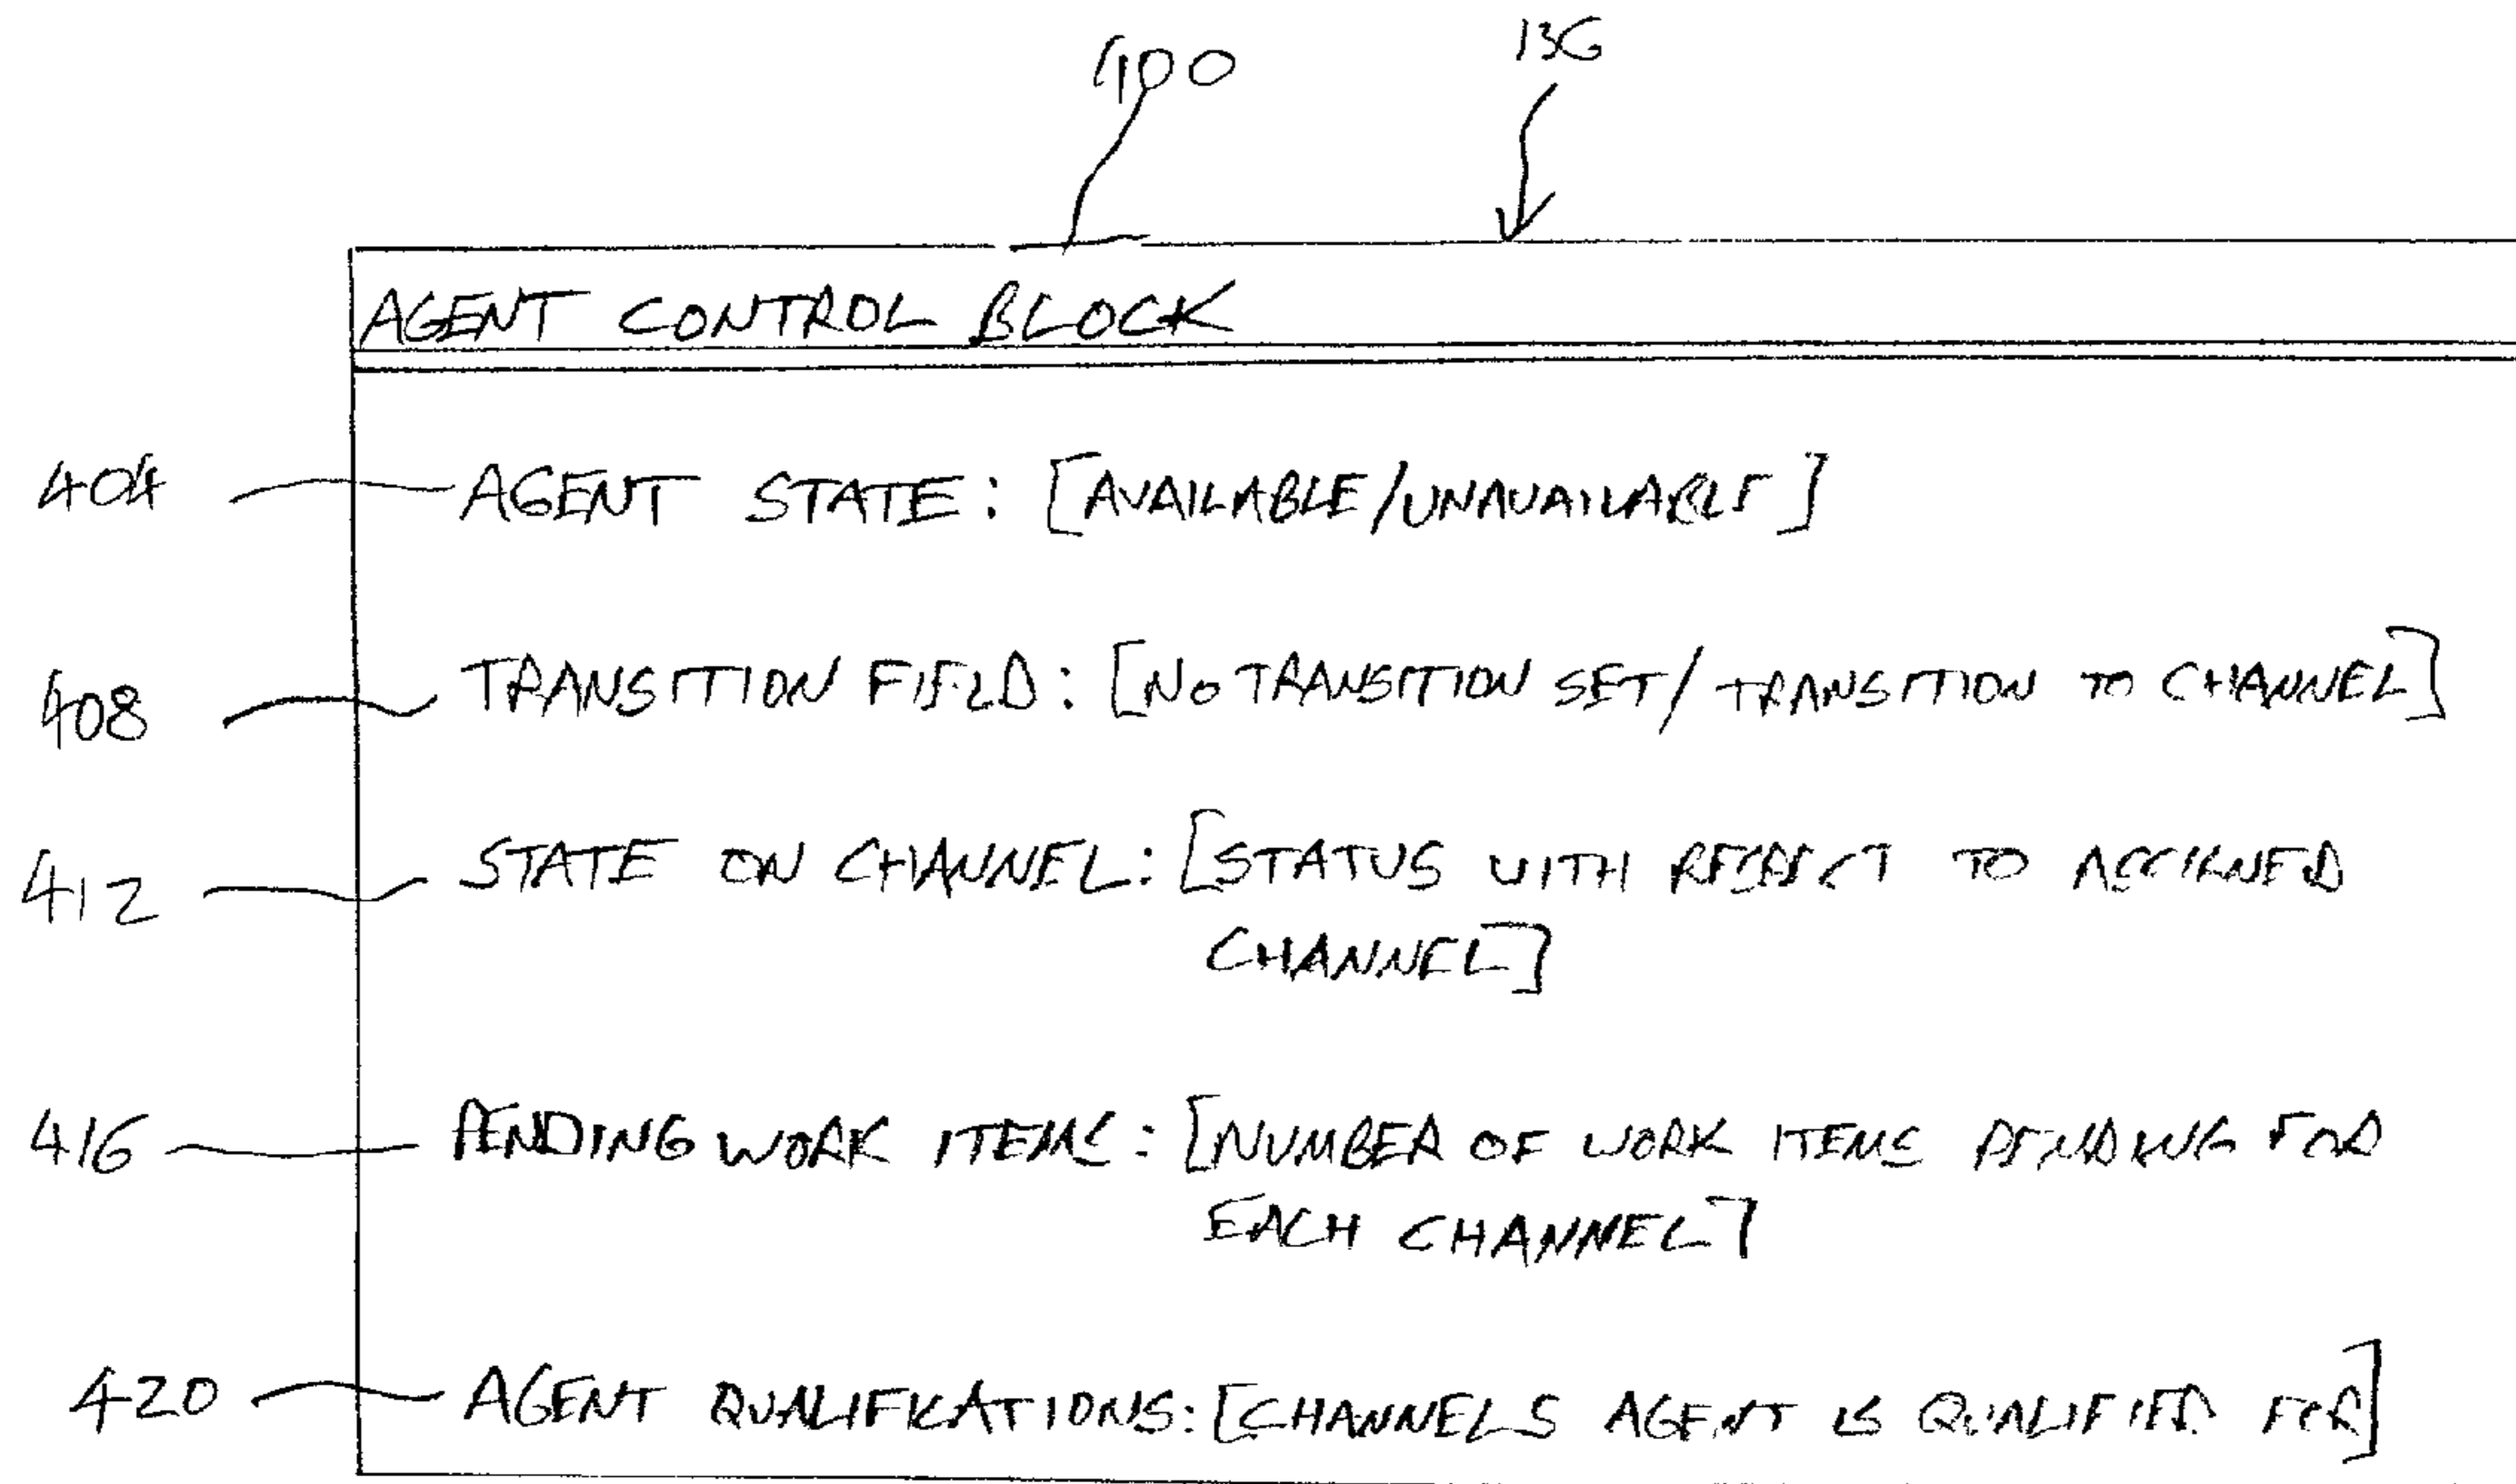 400 136
AGENT CONTROL BLOCK
404 AGENT STATE: [AVAILABLE/UNAVAILABLE]
408 TRANSITION FIELD: [NO TRANSITION SET/TRANSITION TO CHANNEL]
412 STATE ON CHANNEL: [STATUS WITH RESPECT TO ASSIGNED
CHANNEL]
416 PENDING WORK ITEMS: [NUMBER OF WORK ITEMS PENDING FOR
EACH CHANNEL]
420 AGENT QUALIFICATIONS: [CHANNELS AGENT IS QUALIFIED FOR]